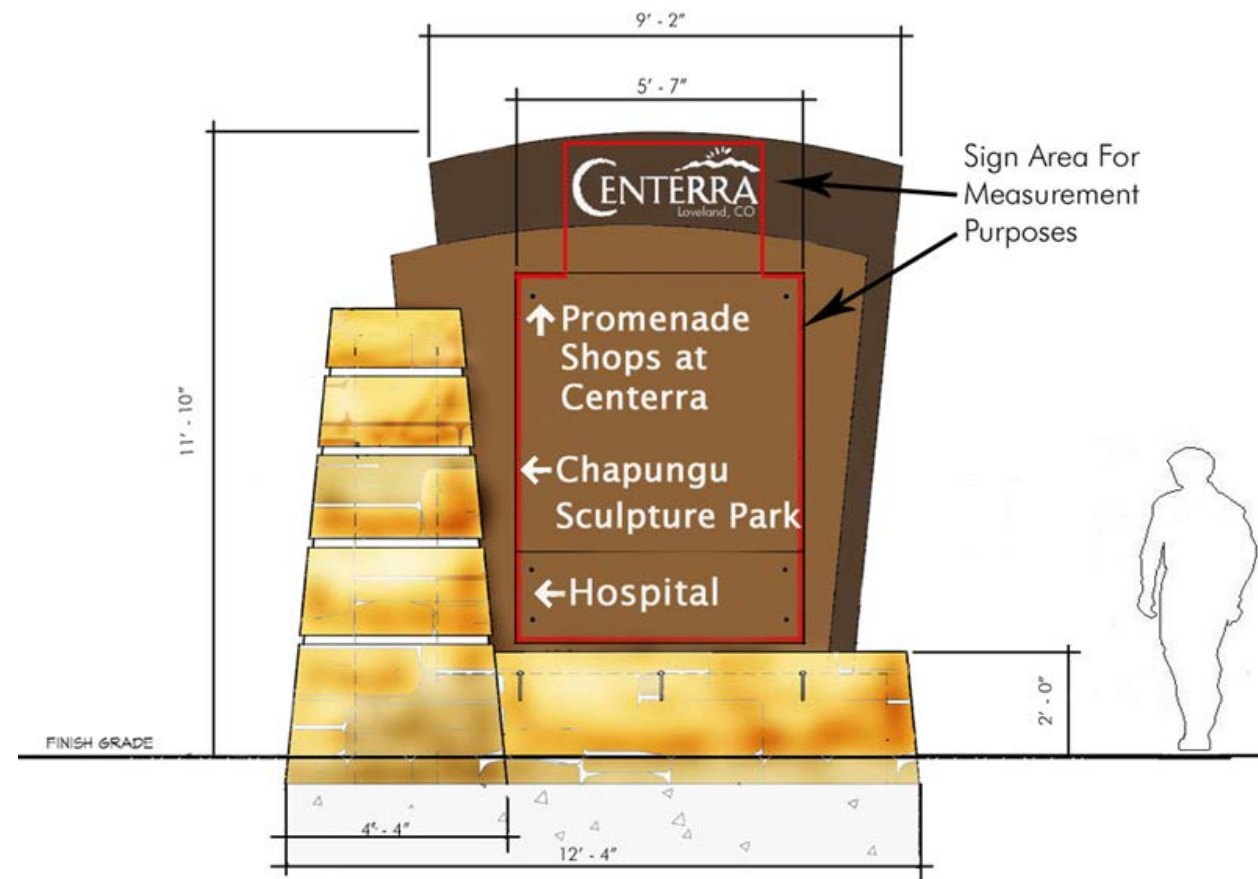 9' - 2"
5' - 7"
CENTERRA
Loveland, CO
Sign Area For
Measurement
Purposes
11' - 10"
↑ Promenade
Shops at
Centerra
← Chapungu
Sculpture Park
← Hospital
2' - 0"
FINISH GRADE
4' - 4"
12' - 4"